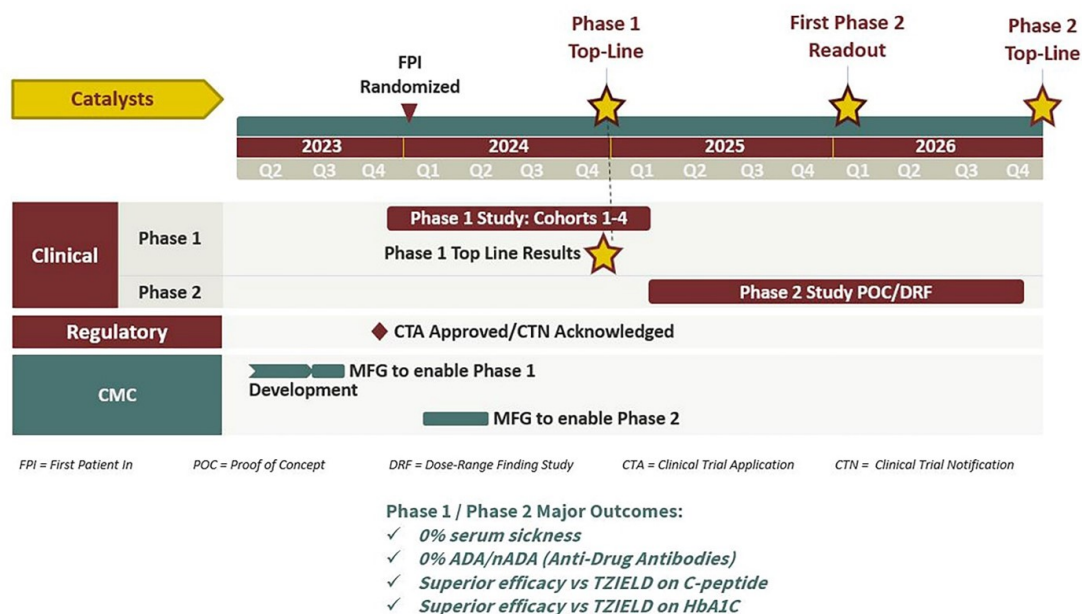 Phase 1
Top-Line
First Phase 2
Readout
Phase 2
Top-Line
FPI
Randomized
Catalysts
2023 2024 2025 2026
Q2 Q3 Q4 Q1 Q2 Q3 Q4 Q1 Q2 Q3 Q4 Q1 Q2 Q3 Q4
Clinical
Phase 1
Phase 1 Study: Cohorts 1-4
Phase 1 Top Line Results
Phase 2
Phase 2 Study POC/DRF
Regulatory
CTA Approved/CTN Acknowledged
CMC
MFG to enable Phase 1
Development
MFG to enable Phase 2
FPI = First Patient In POC = Proof of Concept DRF = Dose-Range Finding Study CTA = Clinical Trial Application CTN = Clinical Trial Notification
Phase 1 / Phase 2 Major Outcomes:
✓ 0% serum sickness
✓ 0% ADA/nADA (Anti-Drug Antibodies)
✓ Superior efficacy vs TZIELD on C-peptide
✓ Superior efficacy vs TZIELD on HbA1C